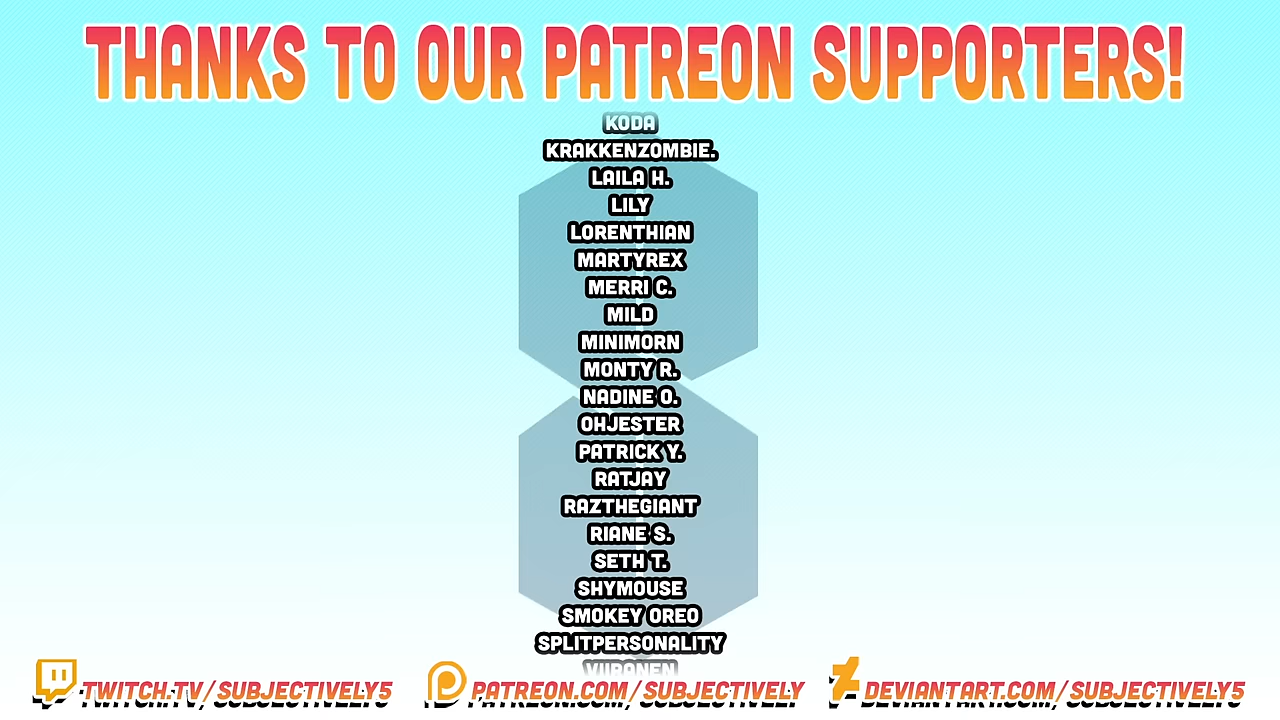 THANKS TO OUR PATREON SUPPORTERS!
KODA
KRAKKENZOMBIE.
LAILA H.
LILY
LORENTHIAN
MARTYREX
MERRI C.
MILD
MINIMORN
MONTY R.
NADINE O.
OHJESTER
PATRICK Y.
RATJAY
RAZTHEGIANT
RIANE S.
SETH T.
SHYMOUSE
SMOKEY OREO
SPLITPERSONALITY
TWITCH.TV/SUBJECTIVELY5
PATREON.COM/SUBJECTIVELY
DEVIANTART.COM/SUBJECTIVELY5